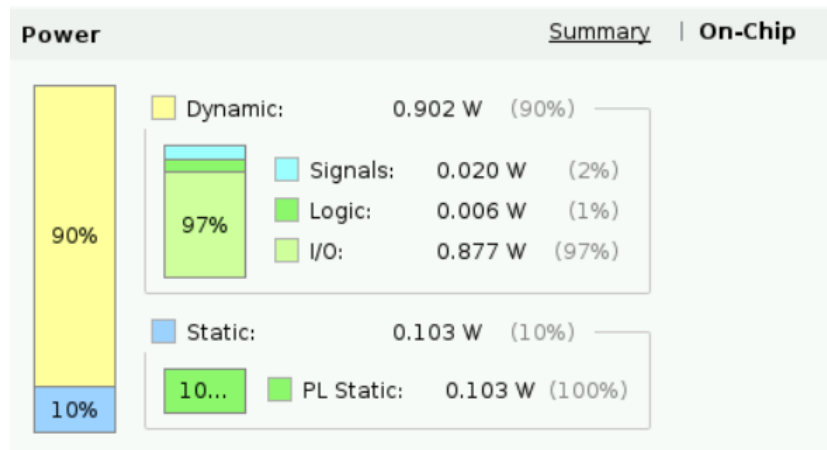 Power Summary | On-Chip
Dynamic: 0.902 W (90%)
Signals: 0.020 W (2%)
97% Logic: 0.006 W (1%)
90% I/O: 0.877 W (97%)
Static: 0.103 W (10%)
10... PL Static: 0.103 W (100%)
10%